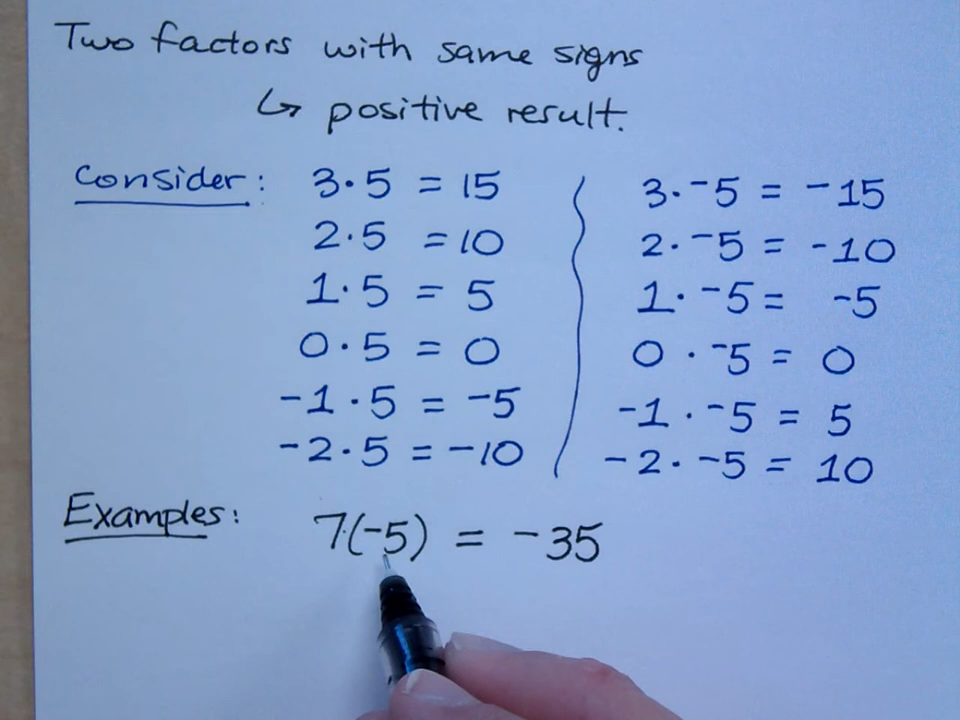 Two factors with same signs
↳ positive result.
Consider: 3·5 = 15
2·5 = 10
1·5 = 5
0·5 = 0
-1·5 = -5
-2·5 = -10
3·-5 = -15
2·-5 = -10
1·-5 = -5
0·-5 = 0
-1·-5 = 5
-2·-5 = 10
Examples: 7·(-5) = -35